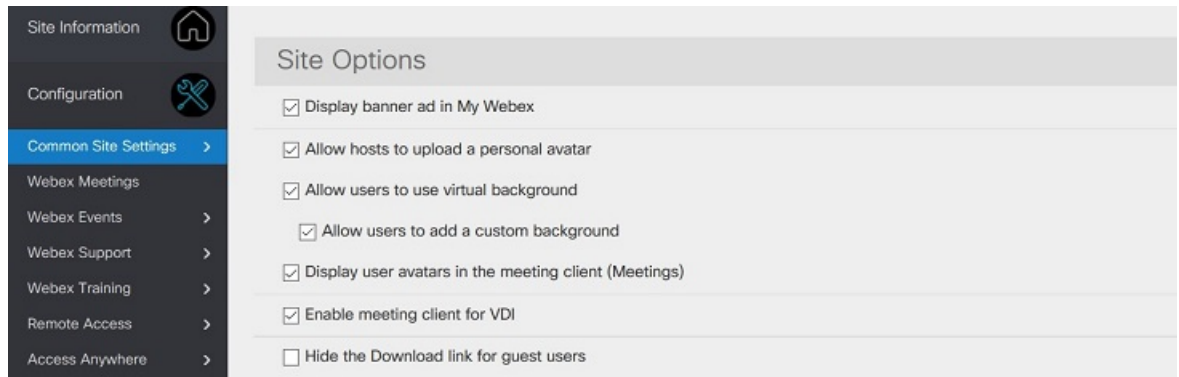 Site Information
Configuration
Common Site Settings
Webex Meetings
Webex Events
Webex Support
Webex Training
Remote Access
Access Anywhere
Site Options
Display banner ad in My Webex
Allow hosts to upload a personal avatar
Allow users to use virtual background
Allow users to add a custom background
Display user avatars in the meeting client (Meetings)
Enable meeting client for VDI
Hide the Download link for guest users